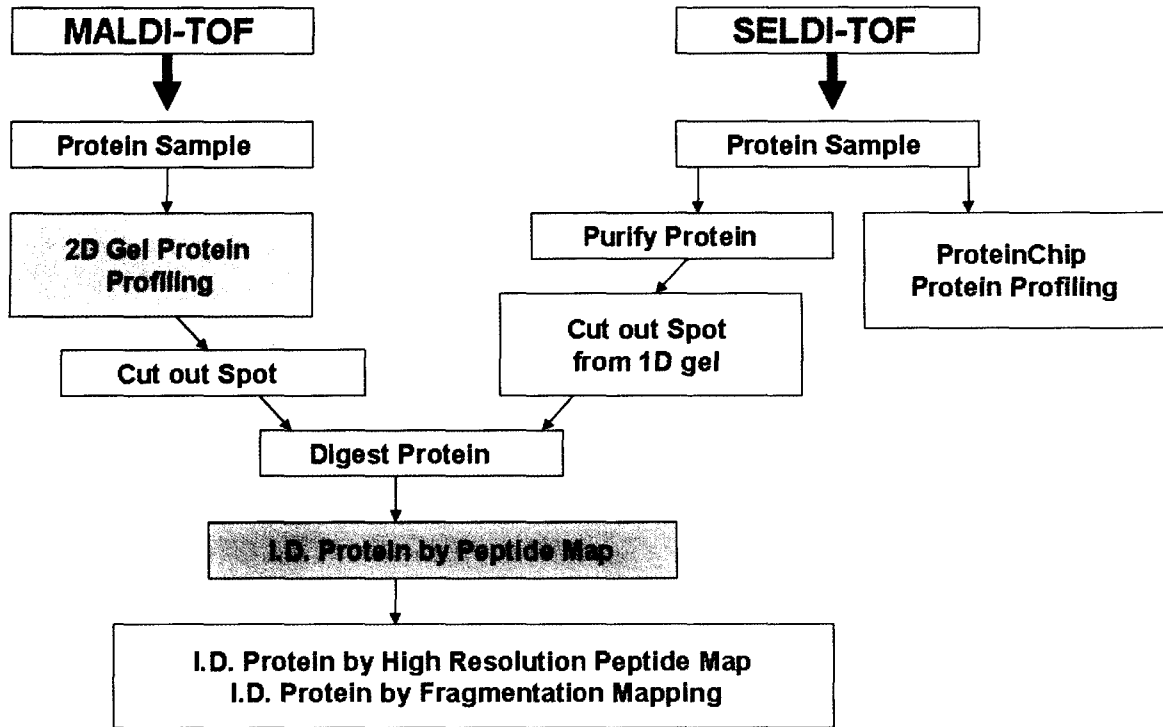 MALDI-TOF
SELDI-TOF
Protein Sample
Protein Sample
2D Gel Protein
Profiling
Purify Protein
ProteinChip
Protein Profiling
Cut out Spot
Cut out Spot
from 1D gel
Digest Protein
I.D. Protein by Peptide Map
I.D. Protein by High Resolution Peptide Map
I.D. Protein by Fragmentation Mapping